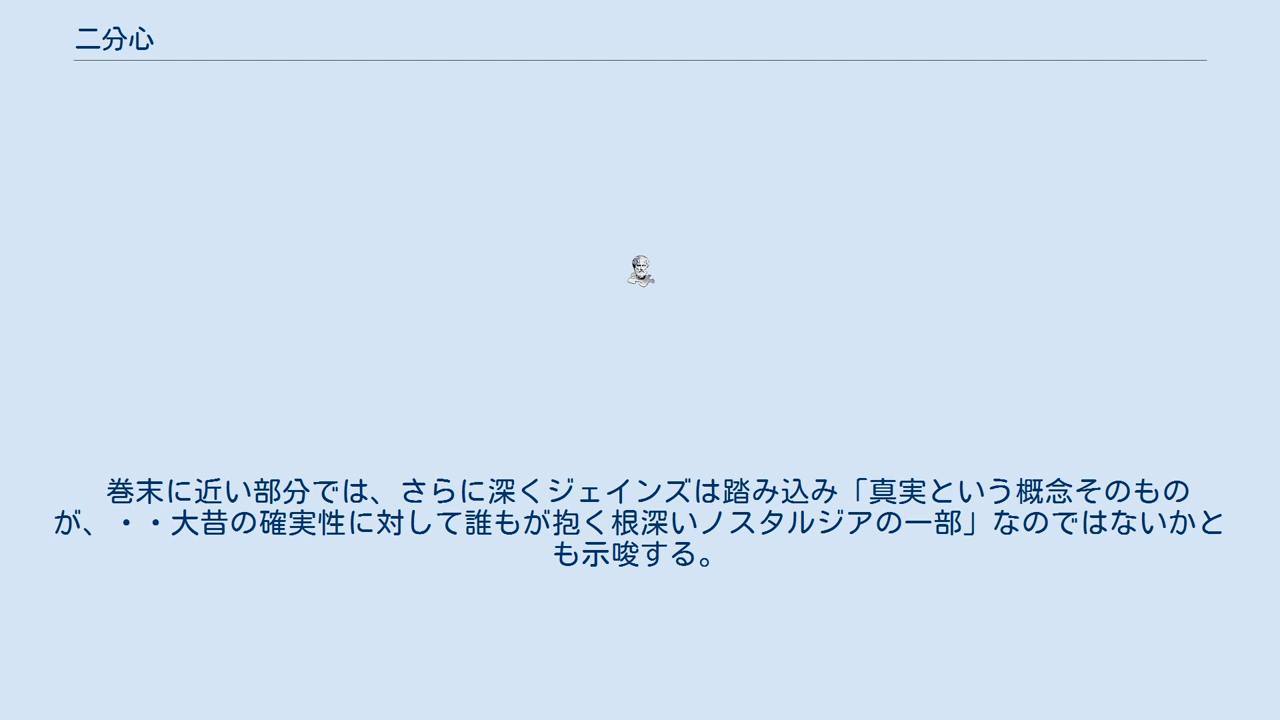 二分心
巻末に近い部分では、さらに深くジェインズは踏み込み「真実という概念そのもの
が、・・大昔の確実性に対して誰もが抱く根深いノスタルジアの一部」なのではないかと
も示唆する。